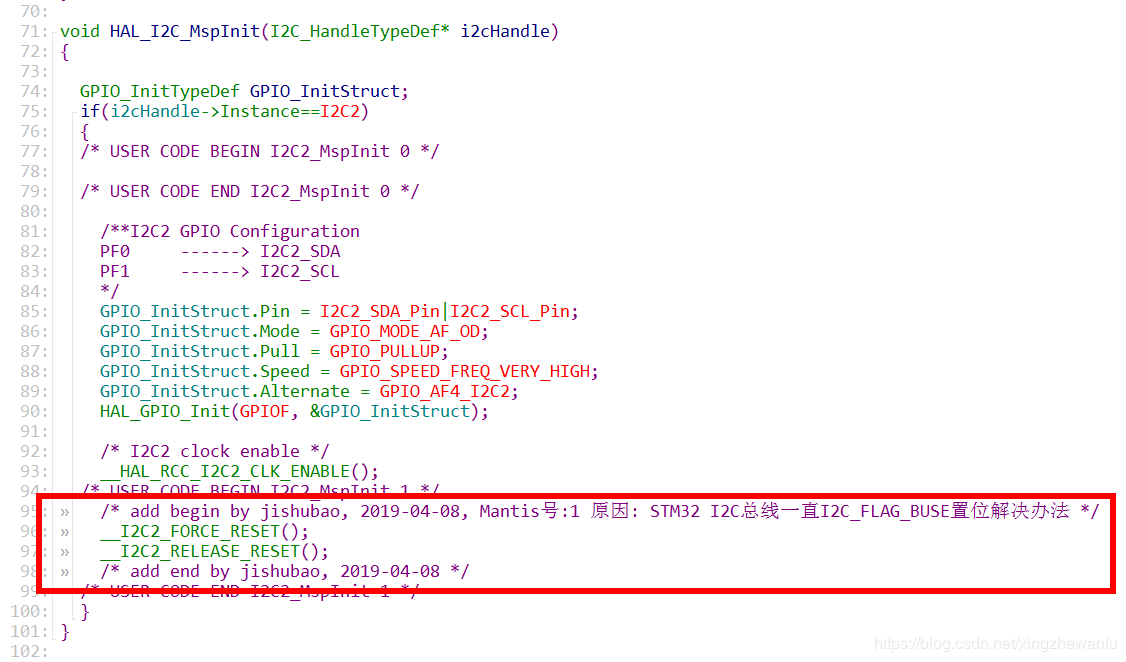 70:
71: void HAL_I2C_MspInit(I2C_HandleTypeDef* i2cHandle)
72: {
73:
74: GPIO_InitTypeDef GPIO_InitStruct;
75: if(i2cHandle->Instance==I2C2)
76: {
77: /* USER CODE BEGIN I2C2_MspInit 0 */
78:
79: /* USER CODE END I2C2_MspInit 0 */
80:
81: /**I2C2 GPIO Configuration
82: PF0 ------> I2C2_SDA
83: PF1 ------> I2C2_SCL
84: */
85: GPIO_InitStruct.Pin = I2C2_SDA_Pin|I2C2_SCL_Pin;
86: GPIO_InitStruct.Mode = GPIO_MODE_AF_OD;
87: GPIO_InitStruct.Pull = GPIO_PULLUP;
88: GPIO_InitStruct.Speed = GPIO_SPEED_FREQ_VERY_HIGH;
89: GPIO_InitStruct.Alternate = GPIO_AF4_I2C2;
90: HAL_GPIO_Init(GPIOF, &GPIO_InitStruct);
91:
92: /* I2C2 clock enable */
93: __HAL_RCC_I2C2_CLK_ENABLE();
94: /* USER CODE BEGIN I2C2_MspInit 1 */
95: » /* add begin by jishubao, 2019-04-08, Mantis号:1 原因: STM32 I2C总线一直I2C_FLAG_BUSE置位解决办法 */
96: » __I2C2_FORCE_RESET();
97: » __I2C2_RELEASE_RESET();
98: » /* add end by jishubao, 2019-04-08 */
99: /* USER CODE END I2C2_MspInit 1 */
100: }
101: }
102:
https://blog.csdn.net/xingzhewanfu